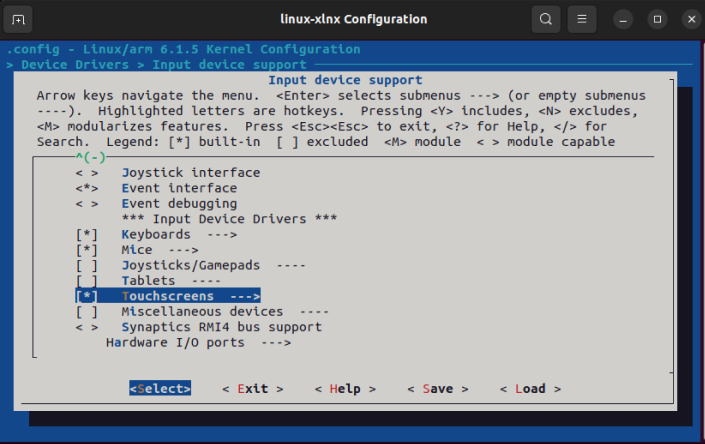 linux-xlnx Configuration
.config - Linux/arm 6.1.5 Kernel Configuration
> Device Drivers > Input device support
Input device support
Arrow keys navigate the menu.  <Enter> selects submenus ---> (or empty submenus
----).  Highlighted letters are hotkeys.  Pressing <Y> includes, <N> excludes,
<M> modularizes features.  Press <Esc><Esc> to exit, <?> for Help, </> for
Search.  Legend: [*] built-in  [ ] excluded  <M> module  < > module capable
^(-)
< >   Joystick interface
<*>   Event interface
< >   Event debugging
*** Input Device Drivers ***
[*]   Keyboards  --->
[*]   Mice  --->
[ ]   Joysticks/Gamepads  ----
[ ]   Tablets  ----
[*]   Touchscreens  --->
[ ]   Miscellaneous devices  ----
< >   Synaptics RMI4 bus support
Hardware I/O ports  --->
<Select>    < Exit >    < Help >    < Save >    < Load >